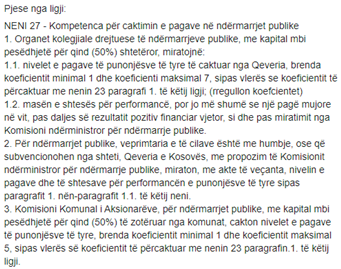 Pjese nga ligji:
NENI 27 - Kompetenca për caktimin e pagave në ndërmarrjet publike
1. Organet kolegjiale drejtuese të ndërmarrjeve publike, me kapital mbi
pesëdhjetë për qind (50%) shtetëror, miratojnë:
1.1. nivelet e pagave të punonjësve të tyre të caktuar nga Qeveria, brenda
koeficientit minimal 1 dhe koeficienti maksimal 7, sipas vlerës se koeficientit të
përcaktuar me nenin 23 paragrafi 1. të këtij ligji; (rregullon koefcientet)
1.2. masën e shtesës për performancë, por jo më shumë se një pagë mujore
në vit, pas daljes së rezultatit pozitiv financiar vjetor, si dhe pas miratimit nga
Komisioni ndërministror për ndërmarrje publike.
2. Për ndërmarrjet publike, veprimtaria e të cilave është me humbje, ose që
subvencionohen nga shteti, Qeveria e Kosovës, me propozim të Komisionit
ndërministror për ndërmarrje publike, miraton, me akte të veçanta, nivelin e
pagave dhe të shtesave për performancën e punonjësve të tyre sipas
paragrafit 1. nën-paragrafit 1.1. të këtij neni.
3. Komisioni Komunal i Aksionarëve, për ndërmarrjet publike, me kapital mbi
pesëdhjetë për qind (50%) të zotëruar nga komunat, cakton nivelet e pagave
të punonjësve të tyre, brenda koeficientit minimal 1 dhe koeficientit maksimal
5, sipas vlerës së koeficientit të përcaktuar me nenin 23 paragrafin.1. të këtij
ligji.